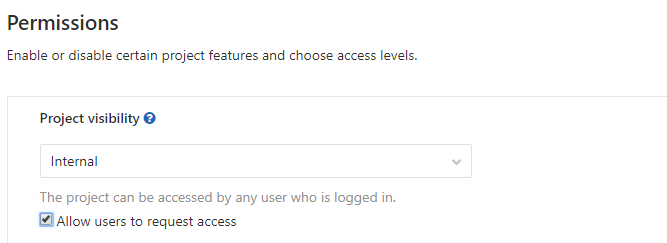 Permissions
Enable or disable certain project features and choose access levels.
Project visibility
Internal
The project can be accessed by any user who is logged in.
Allow users to request access